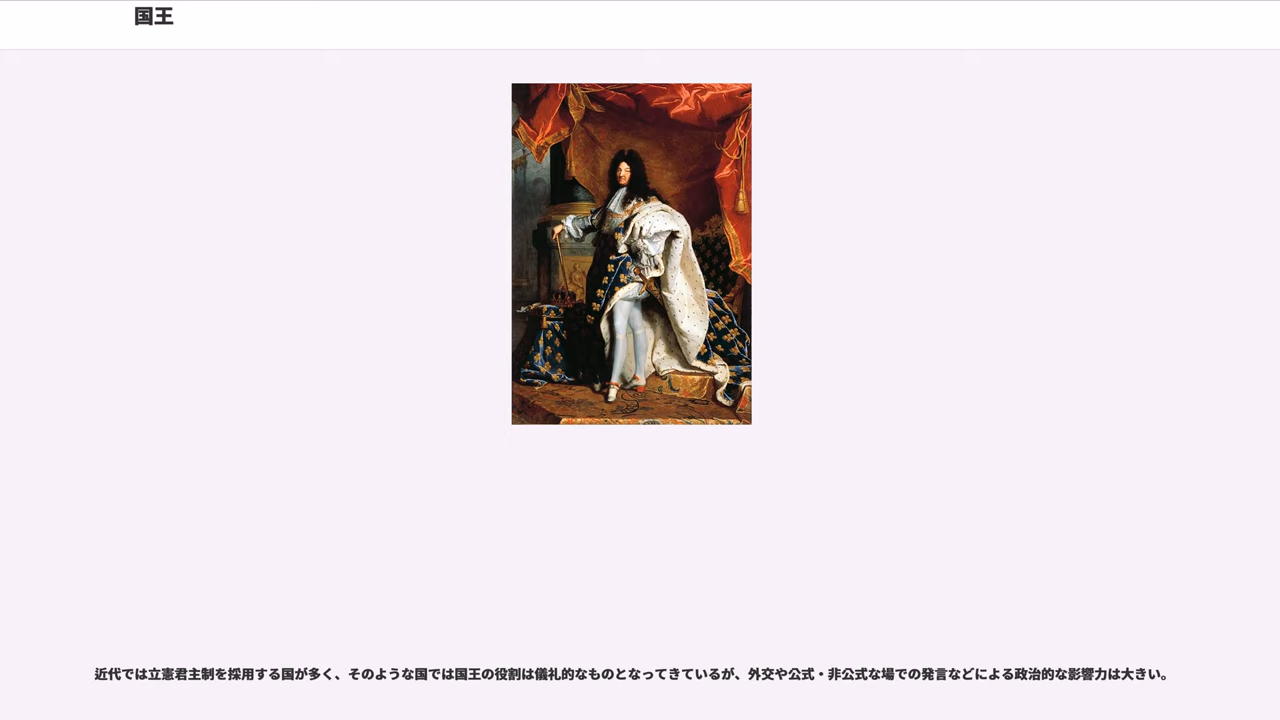 国王
近代では立憲君主制を採用する国が多く、そのような国では国王の役割は儀礼的なものとなってきているが、外交や公式・非公式な場での発言などによる政治的な影響力は大きい。